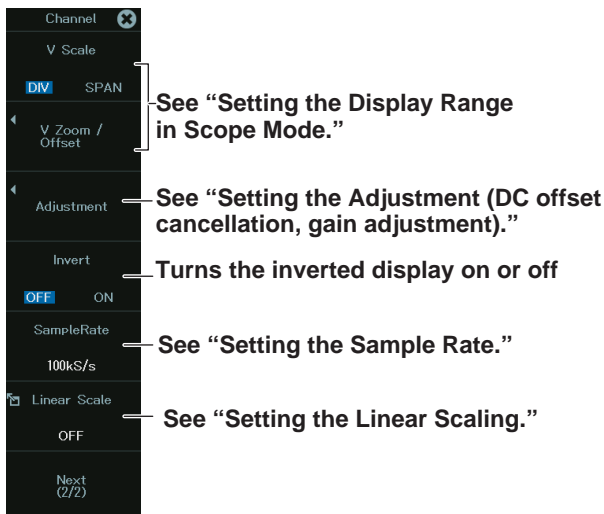 Channel
V Scale
DIV SPAN
See “Setting the Display Range
in Scope Mode.”
V Zoom /
Offset
Adjustment
See “Setting the Adjustment (DC offset
cancellation, gain adjustment).”
Invert
Turns the inverted display on or off
OFF ON
SampleRate
See “Setting the Sample Rate.”
100kS/s
Linear Scale
See “Setting the Linear Scaling.”
OFF
Next
(2/2)